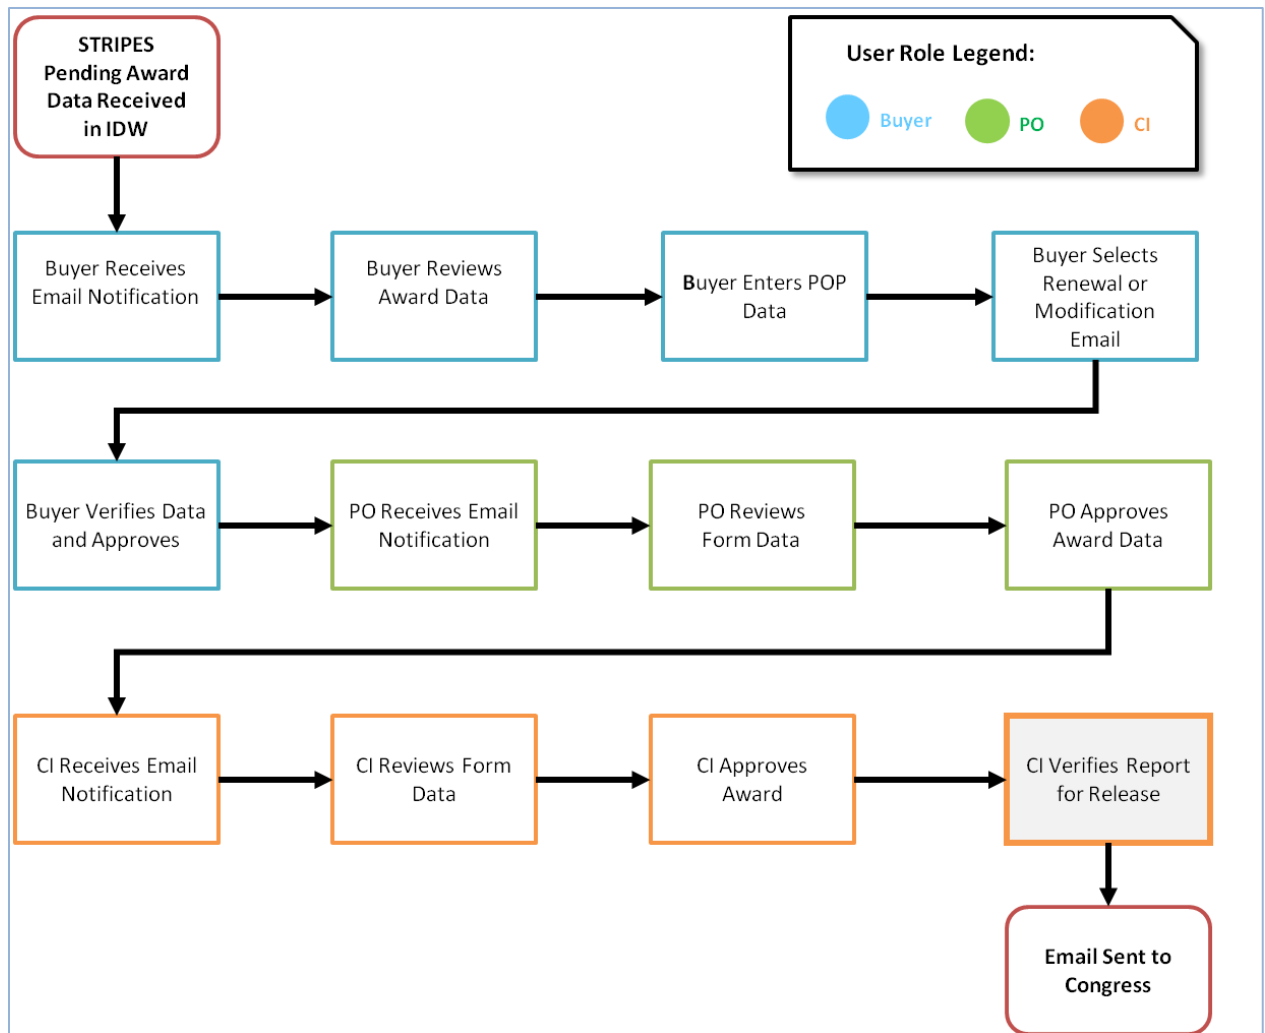 STRIPES
Pending Award
Data Received
in IDW
User Role Legend:
Buyer
PO
CI
Buyer Receives
Email Notification
Buyer Reviews
Award Data
Buyer Enters POP
Data
Buyer Selects
Renewal or
Modification
Email
Buyer Verifies Data
and Approves
PO Receives Email
Notification
PO Reviews
Form Data
PO Approves
Award Data
CI Receives Email
Notification
CI Reviews Form
Data
CI Approves
Award
CI Verifies Report
for Release
Email Sent to
Congress